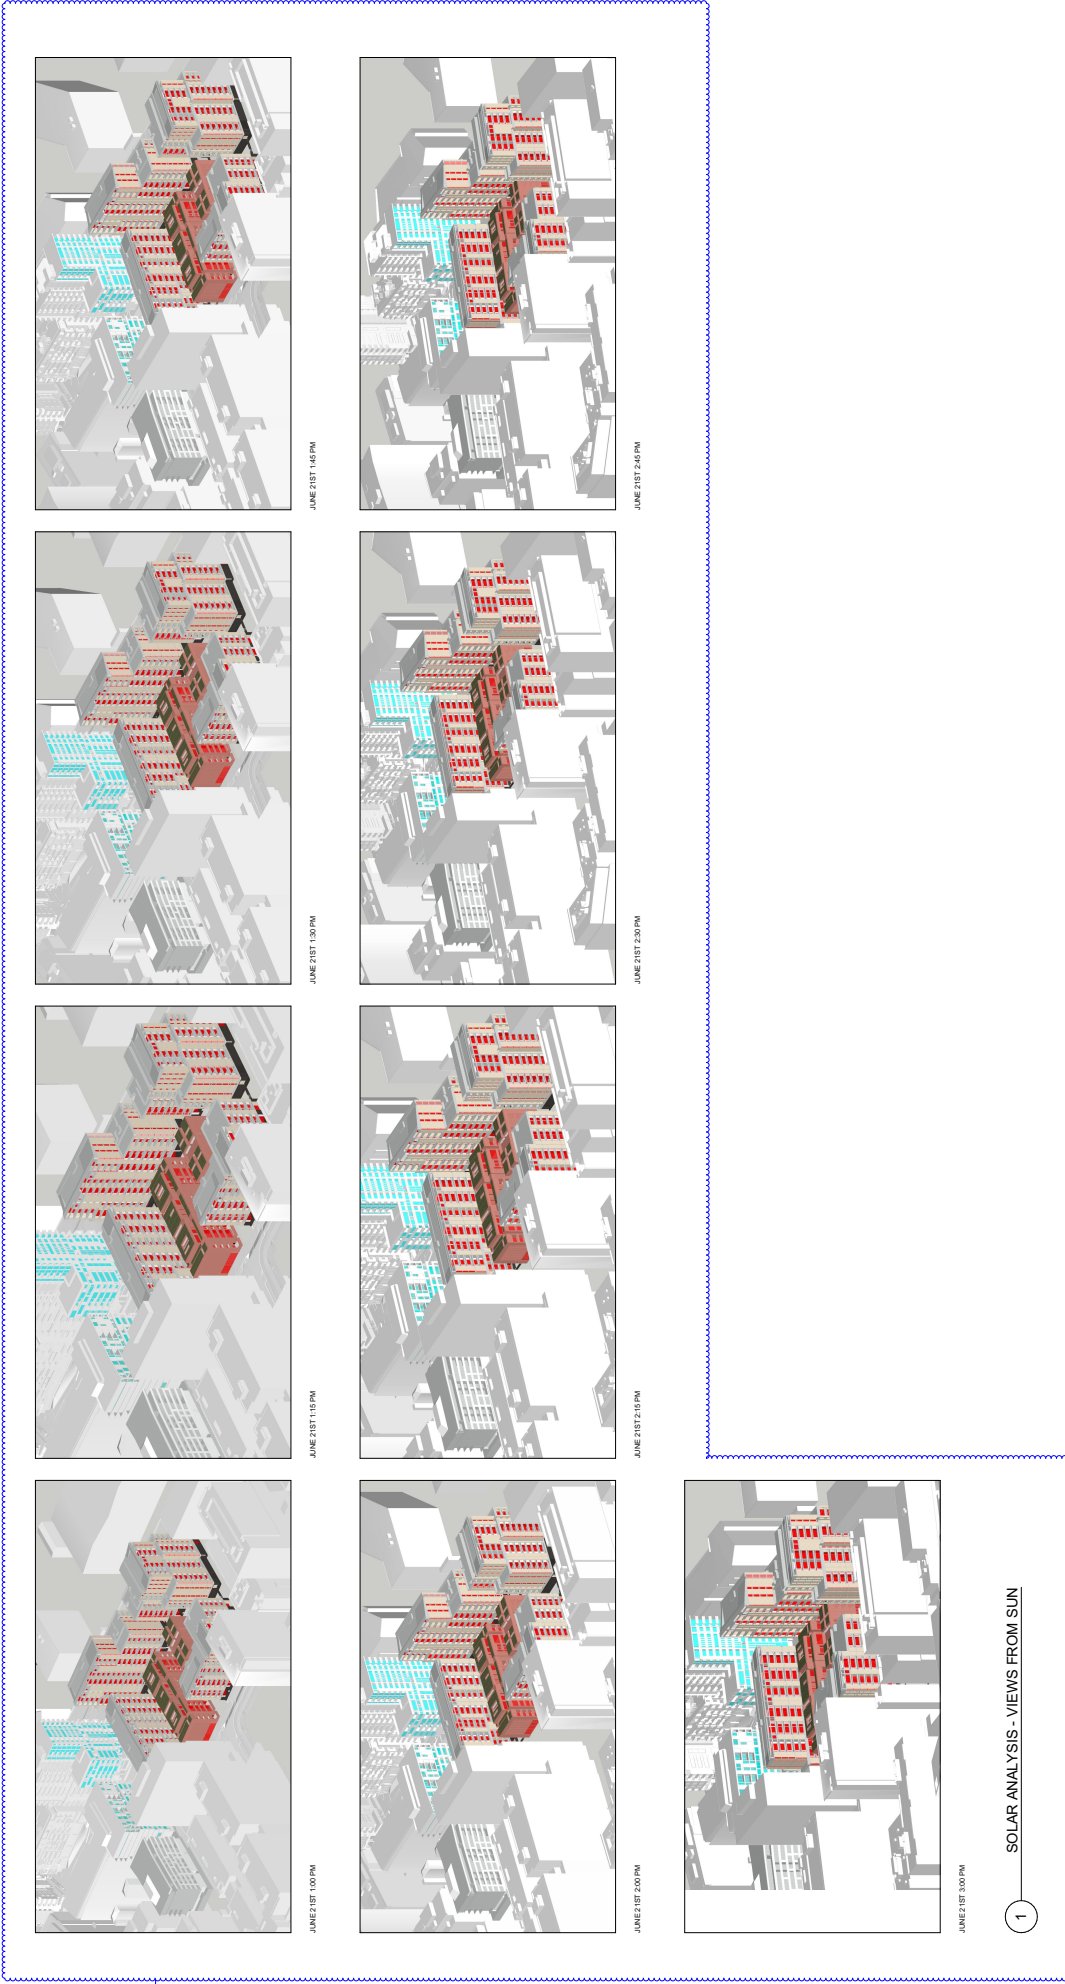 JUNE 21ST 1:00 PM
JUNE 21ST 1:15 PM
JUNE 21ST 1:30 PM
JUNE 21ST 1:45 PM
JUNE 21ST 2:00 PM
JUNE 21ST 2:15 PM
JUNE 21ST 2:30 PM
JUNE 21ST 2:45 PM
JUNE 21ST 3:00 PM
1 SOLAR ANALYSIS - VIEWS FROM SUN